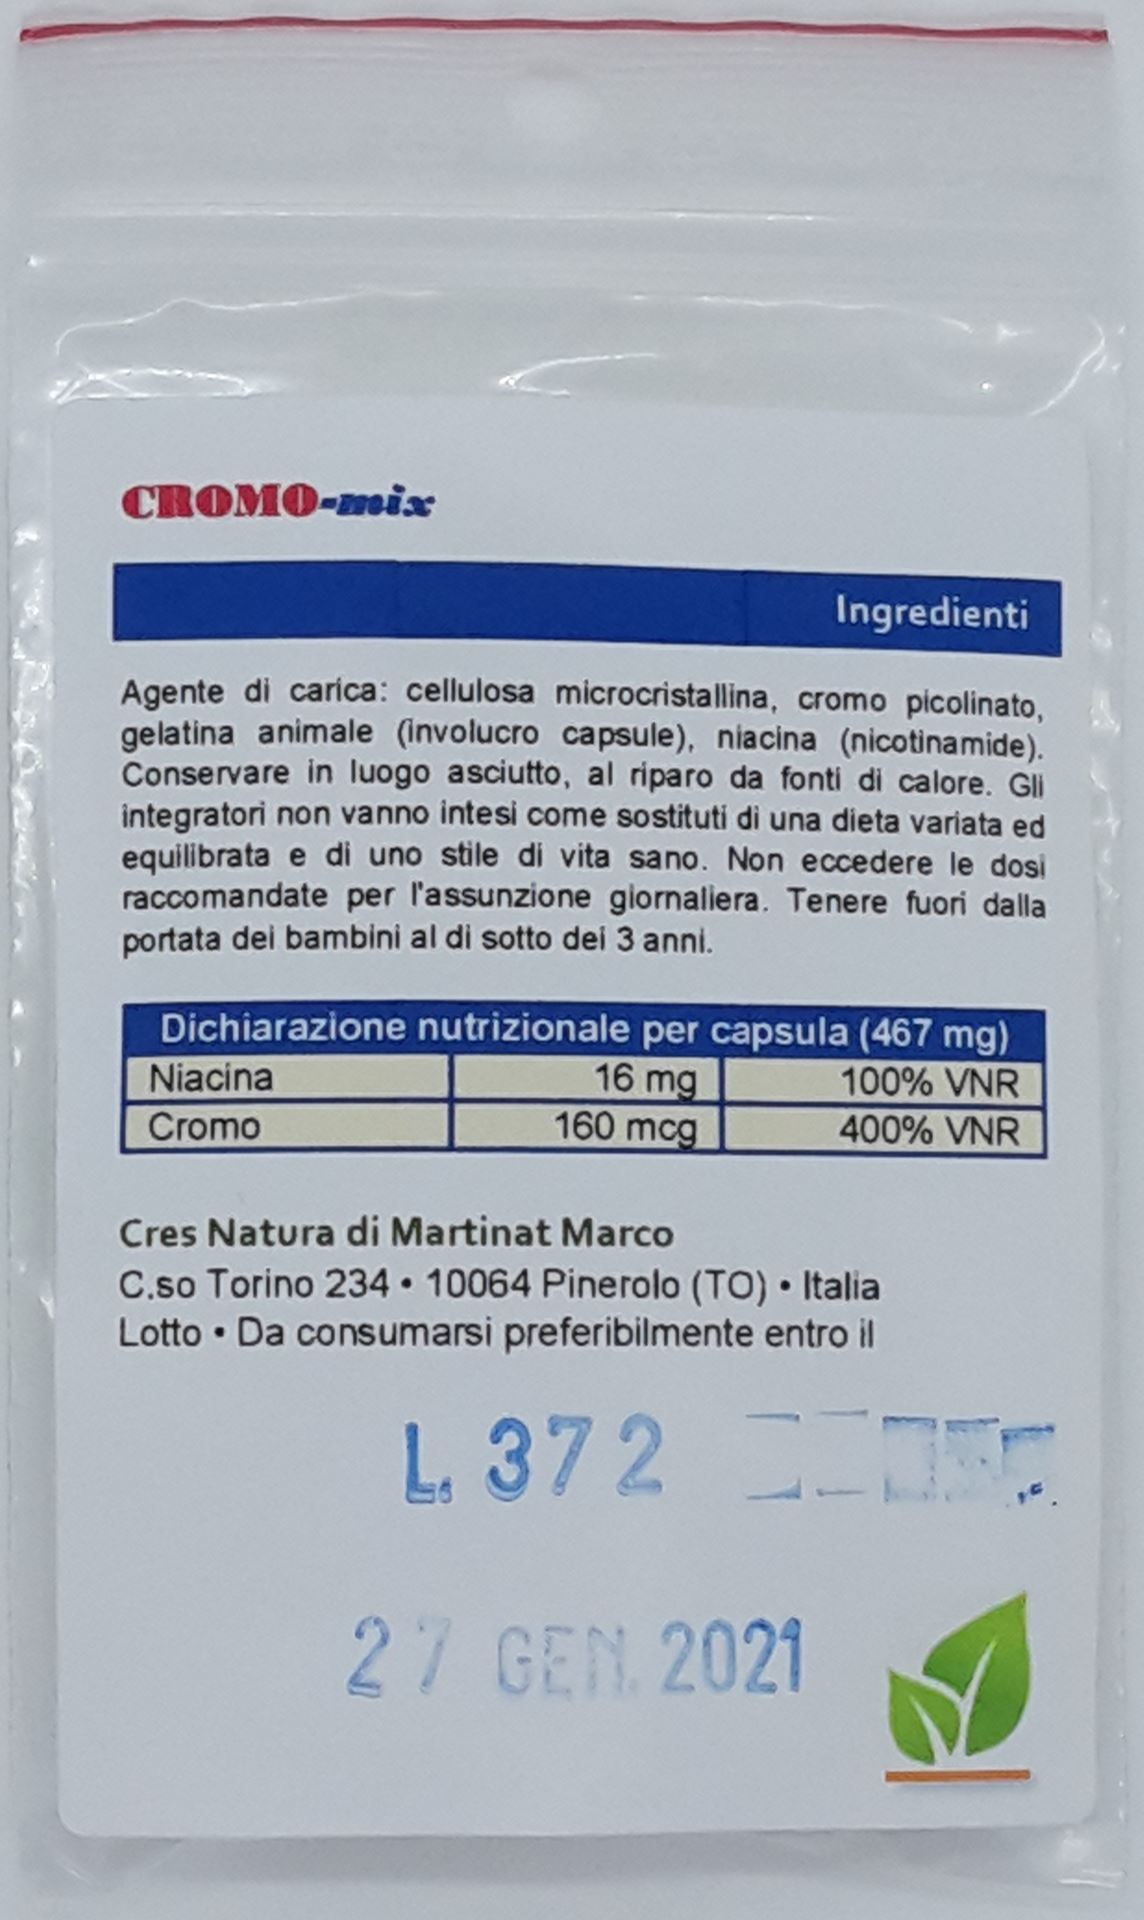 CROMO-mix
Ingredienti
Agente di carica: cellulosa microcristallina, cromo picolinato,
gelatina animale (involucro capsule), niacina (nicotinamide).
Conservare in luogo asciutto, al riparo da fonti di calore. Gli
integratori non vanno intesi come sostituti di una dieta variata ed
equilibrata e di uno stile di vita sano. Non eccedere le dosi
raccomandate per l'assunzione giornaliera. Tenere fuori dalla
portata dei bambini al di sotto dei 3 anni.
Dichiarazione nutrizionale per capsula (467 mg)
Niacina 16 mg 100% VNR
Cromo 160 mcg 400% VNR
Cres Natura di Martinat Marco
C.so Torino 234 • 10064 Pinerolo (TO) • Italia
Lotto • Da consumarsi preferibilmente entro il
L. 372
27 GEN. 2021